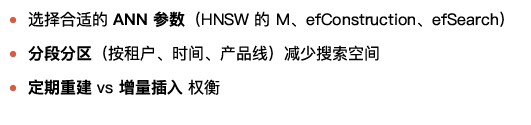 选择合适的 ANN 参数（HNSW 的 M、efConstruction、efSearch）
分段分区（按租户、时间、产品线）减少搜索空间
定期重建 vs 增量插入 权衡